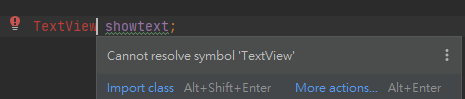 TextView showtext;
Cannot resolve symbol 'TextView'
Import class Alt+Shift+Enter More actions... Alt+Enter